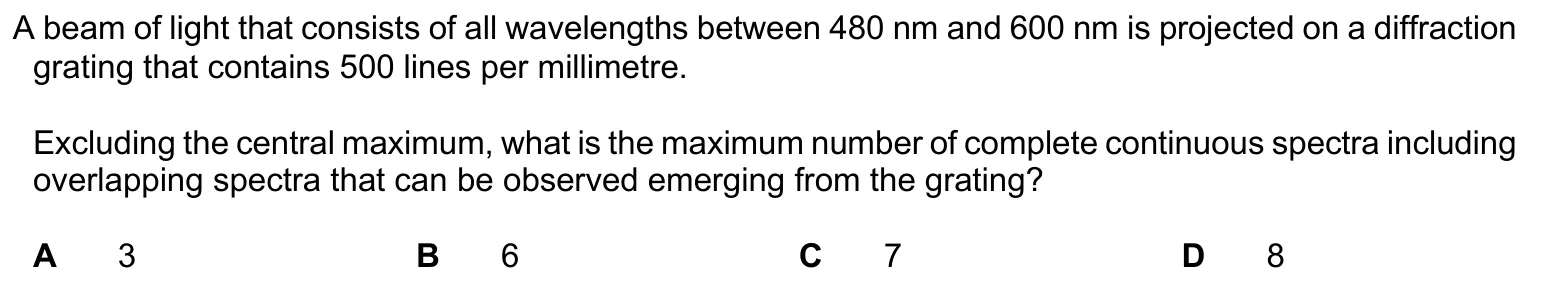 A beam of light that consists of all wavelengths between 480 nm and 600 nm is projected on a diffraction
grating that contains 500 lines per millimetre.
Excluding the central maximum, what is the maximum number of complete continuous spectra including
overlapping spectra that can be observed emerging from the grating?
A 3 B 6 C 7 D 8